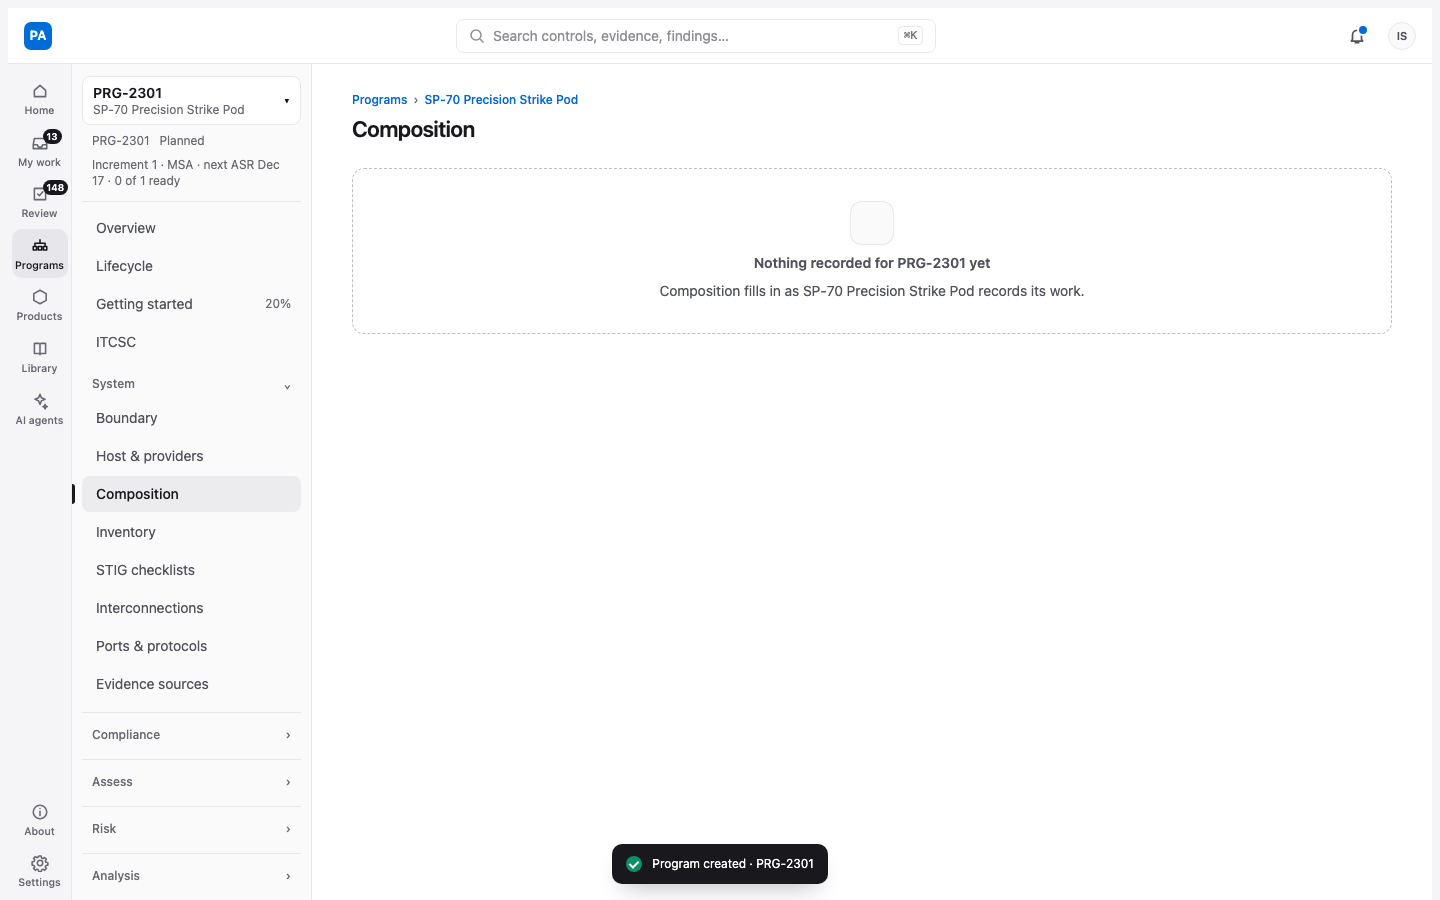 PA
Search controls, evidence, findings...
⌘K
IS
Home
13
My work
148
Review
Programs
Products
Library
AI agents
About
Settings
PRG-2301
SP-70 Precision Strike Pod
PRG-2301 Planned
Increment 1 · MSA · next ASR Dec
17 · 0 of 1 ready
Overview
Lifecycle
Getting started 20%
ITCSC
System
Boundary
Host & providers
Composition
Inventory
STIG checklists
Interconnections
Ports & protocols
Evidence sources
Compliance
Assess
Risk
Analysis
Programs › SP-70 Precision Strike Pod
Composition
Nothing recorded for PRG-2301 yet
Composition fills in as SP-70 Precision Strike Pod records its work.
Program created · PRG-2301